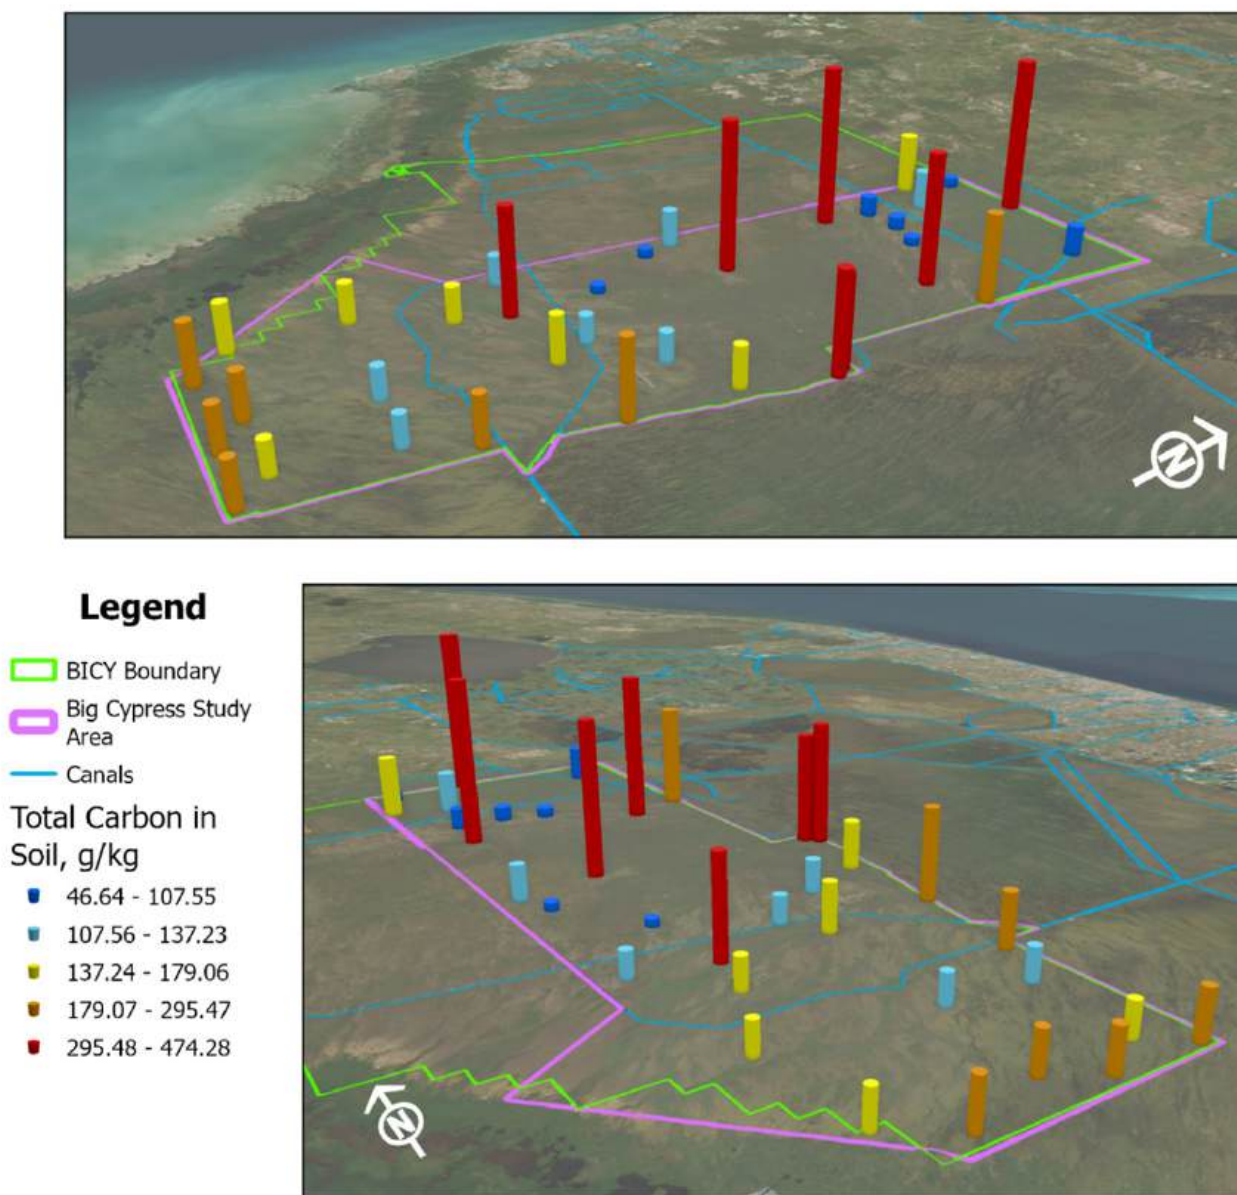 N
Legend
BICY Boundary
Big Cypress Study
Area
Canals
Total Carbon in
Soil, g/kg
46.64 - 107.55
107.56 - 137.23
137.24 - 179.06
179.07 - 295.47
295.48 - 474.28
N